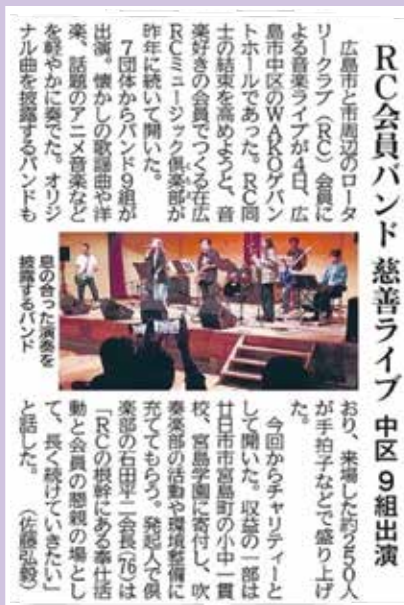 RC会員バンド 慈善ライブ 中区 9組出演
広島市と市周辺のロータ
リークラブ(RC)会員に
よる音楽ライブが4日、広
島市中区のWAKOゲバン
トホールであった。RC同
士の結束を高めようと、音
楽好きの会員でつくる在広
RCミュージック倶楽部が
昨年に続いて開いた。
7団体からバンド9組が
出演。懐かしの歌謡曲や洋
楽、話題のアニメ音楽など
を軽やかに奏でた。オリジ
ナル曲を披露するバンドも
おり、来場した約250人
が手拍子などで盛り上げ
た。
今回からチャリティーと
して開いた。収益の一部は
廿日市市宮島町の小中一貫
校、宮島学園に寄付し、吹
奏楽部の活動や環境整備に
充ててもらう。発起人で倶
楽部の石田平二会長(76)は
「RCの根幹にある奉仕活
動と会員の懇親の場とし
て、長く続けていきたい」
と話した。 (佐藤弘毅)
息の合った演奏を
披露するバンド